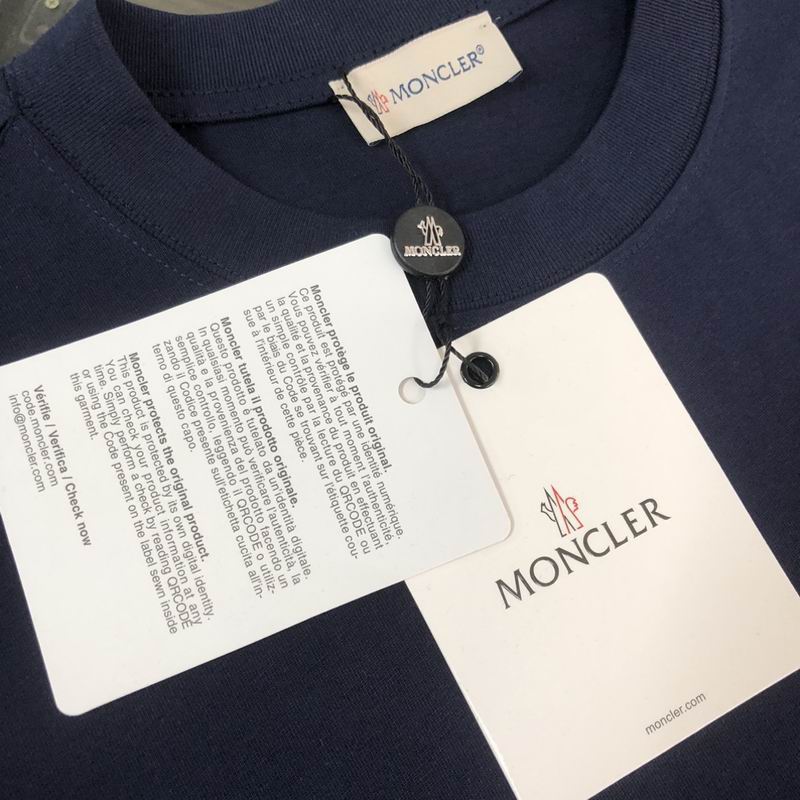 MONCLER®
MONCLER
Moncler protège le produit original.
Ce produit est protégé par une identité numérique.
Vous pouvez vérifier à tout moment l'authenticité,
la qualité et la provenance du produit en effectuant
un simple contrôle par la lecture du QRCODE ou
par le biais du Code se trouvant sur l'étiquette cou-
sue à l'intérieur de cette pièce.
Moncler tutela il prodotto originale.
Questo prodotto è tutelato da un'identità digitale.
In qualsiasi momento può verificare l'autenticità, la
qualità e la provenienza del prodotto facendo un
semplice controllo, leggendo il QRCODE o utiliz-
zando il Codice presente sull'etichetta cucita all'in-
terno di questo capo.
Moncler protects the original product.
This product is protected by its own digital identity.
You can check your product information at any
time. Simply perform a check by reading QRCODE
or using the Code present on the label sewn inside
this garment.
Vérifie / Verifica / Check now
code.moncler.com
info@moncler.com
MONCLER
moncler.com